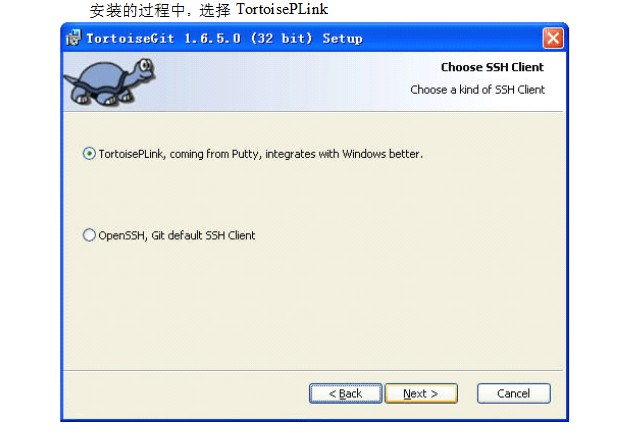 安装的过程中，选择 TortoisePLink
TortoiseGit 1.6.5.0 (32 bit) Setup
Choose SSH Client
Choose a kind of SSH Client
TortoisePLink, coming from Putty, integrates with Windows better.
OpenSSH, Git default SSH Client
< Back Next > Cancel